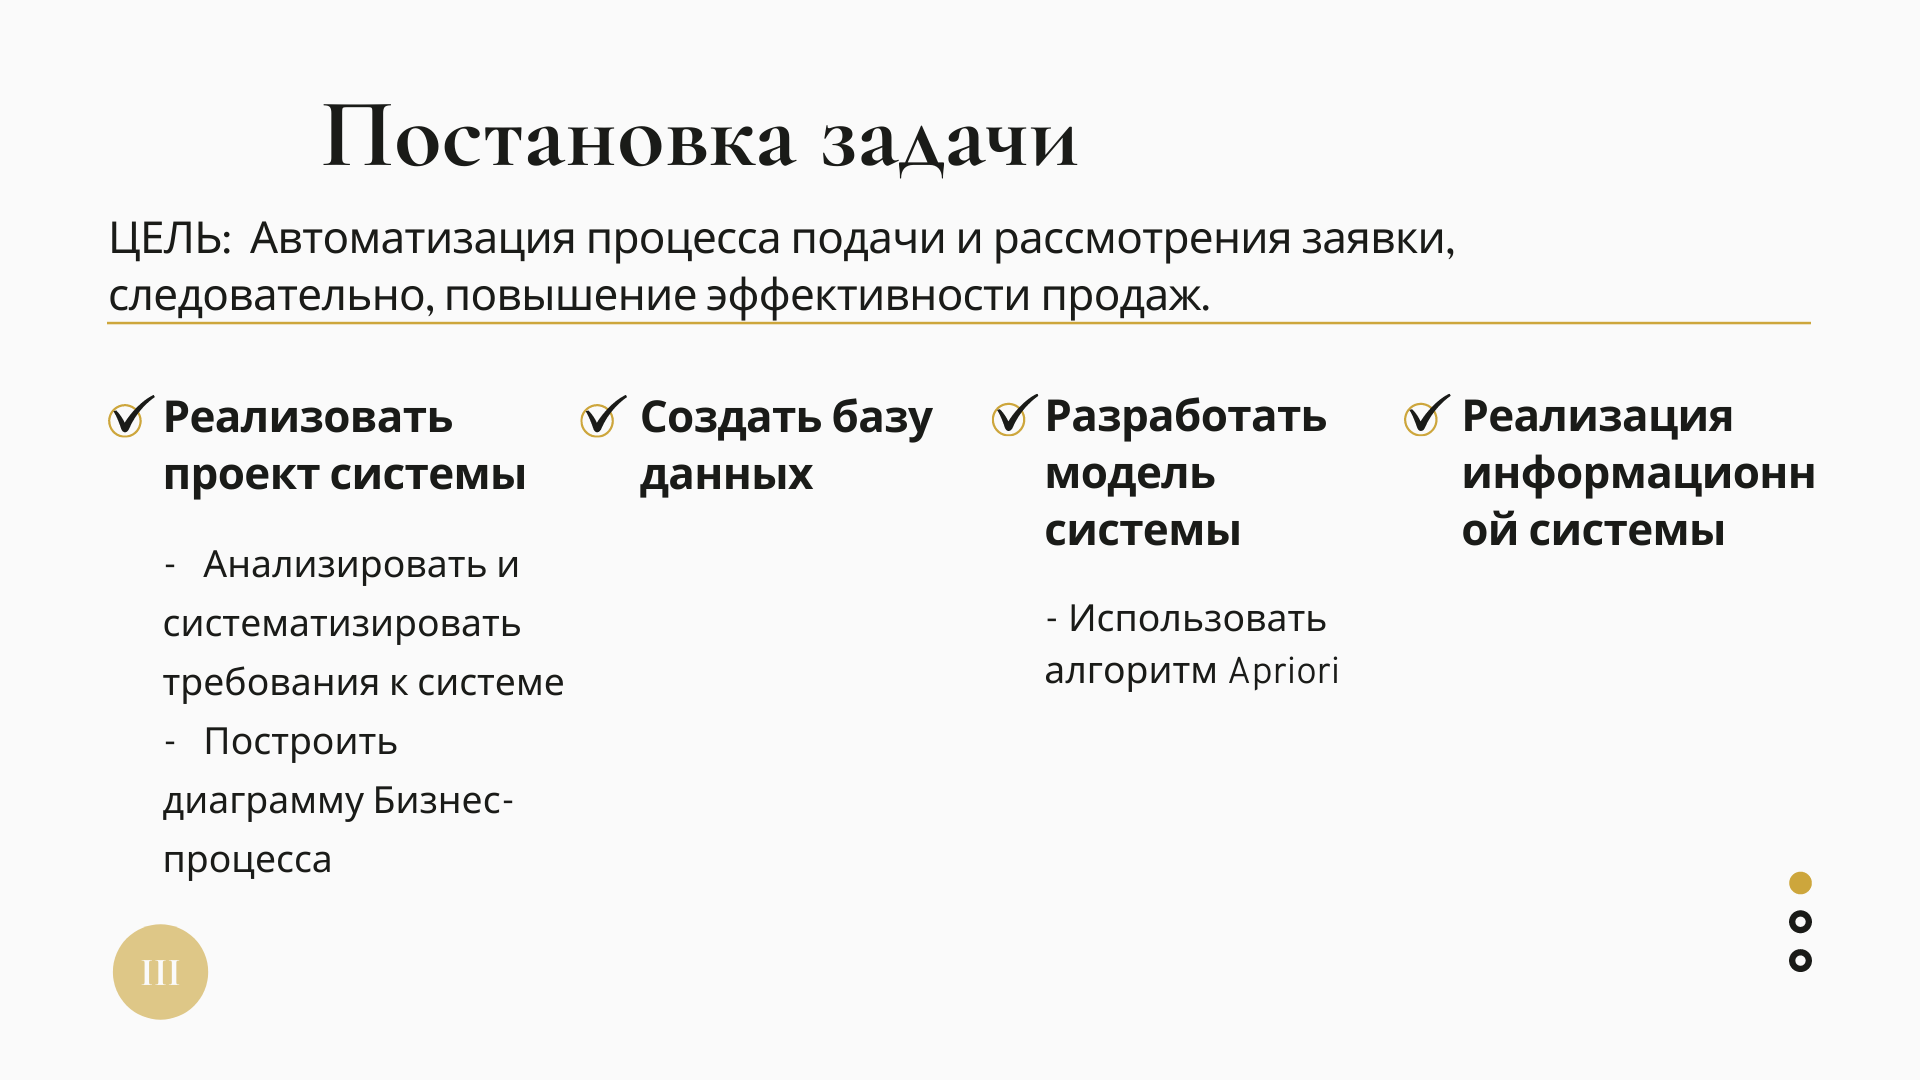 Постановка задачи
ЦЕЛЬ: Автоматизация процесса подачи и рассмотрения заявки,
следовательно, повышение эффективности продаж.
Реализовать
проект системы
- Анализировать и
систематизировать
требования к системе
- Построить
диаграмму Бизнес-
процесса
Создать базу
данных
Разработать
модель
системы
- Использовать
алгоритм Apriori
Реализация
информационн
ой системы
III